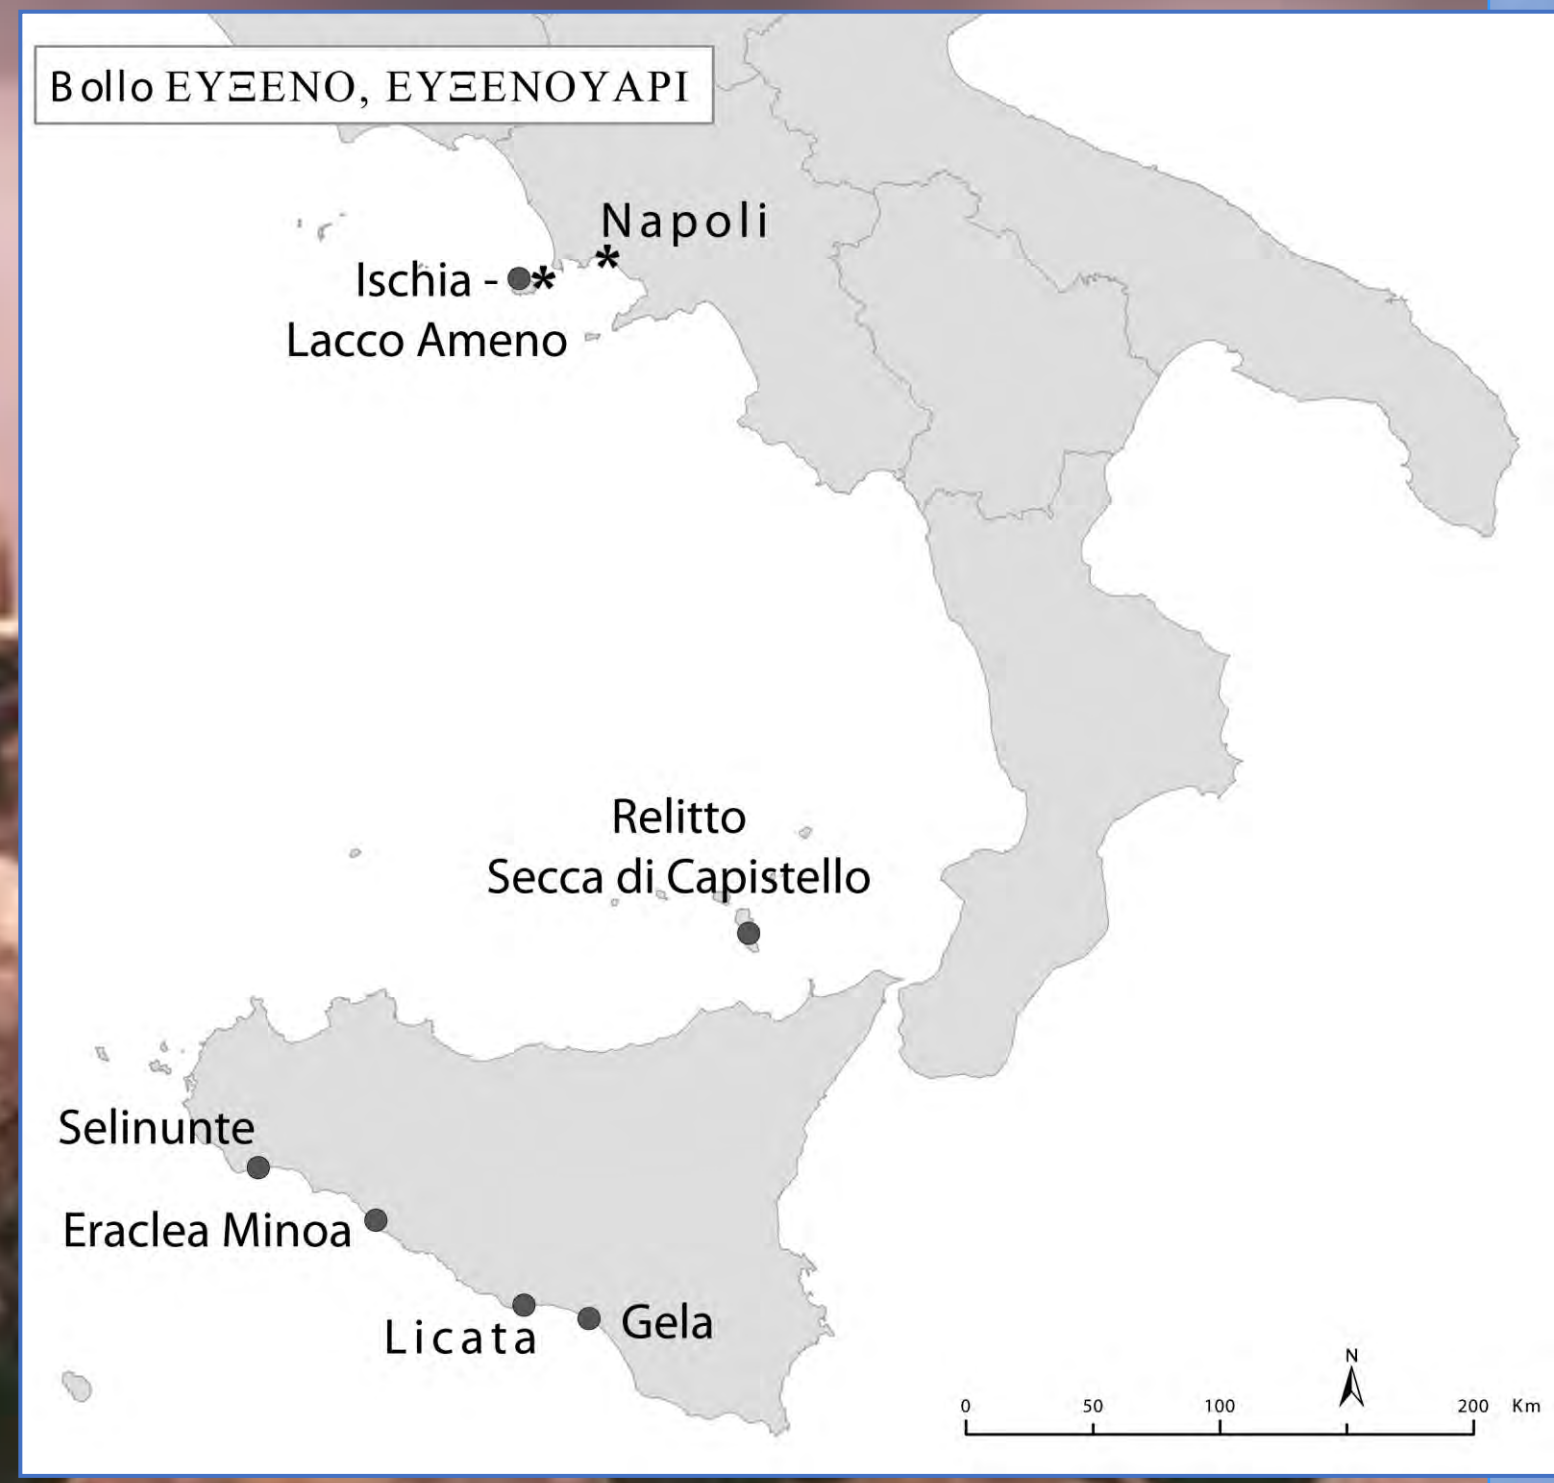 Bollo ΕΥΞΕΝΟ, ΕΥΞΕΝΟΥΑΡΙ
Napoli
*
Ischia - *
Lacco Ameno
Relitto
Secca di Capistello
Selinunte
Eraclea Minoa
Licata
Gela
N
0 50 100 200 Km